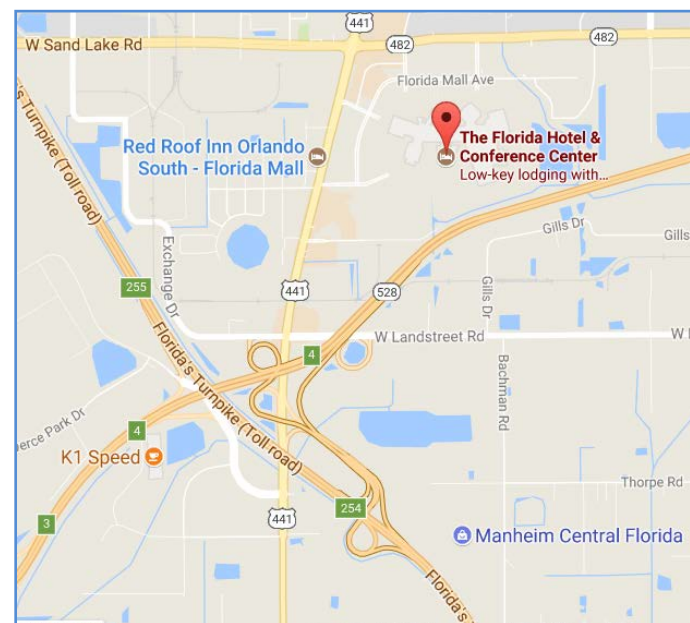 441
482
482
W Sand Lake Rd
Florida Mall Ave
Red Roof Inn Orlando
South - Florida Mall
The Florida Hotel &
Conference Center
Low-key lodging with...
's Turnpike (Toll road)
Gills Dr
Gills
Exchange Dr
255
441
528
Gills Dr
W Landstreet Rd
W
4
Florida's Turnpike (Toll road)
Bachman Rd
erce Park Dr
4
K1 Speed
Thorpe Rd
254
441
3
Manheim Central Florida
Florida's